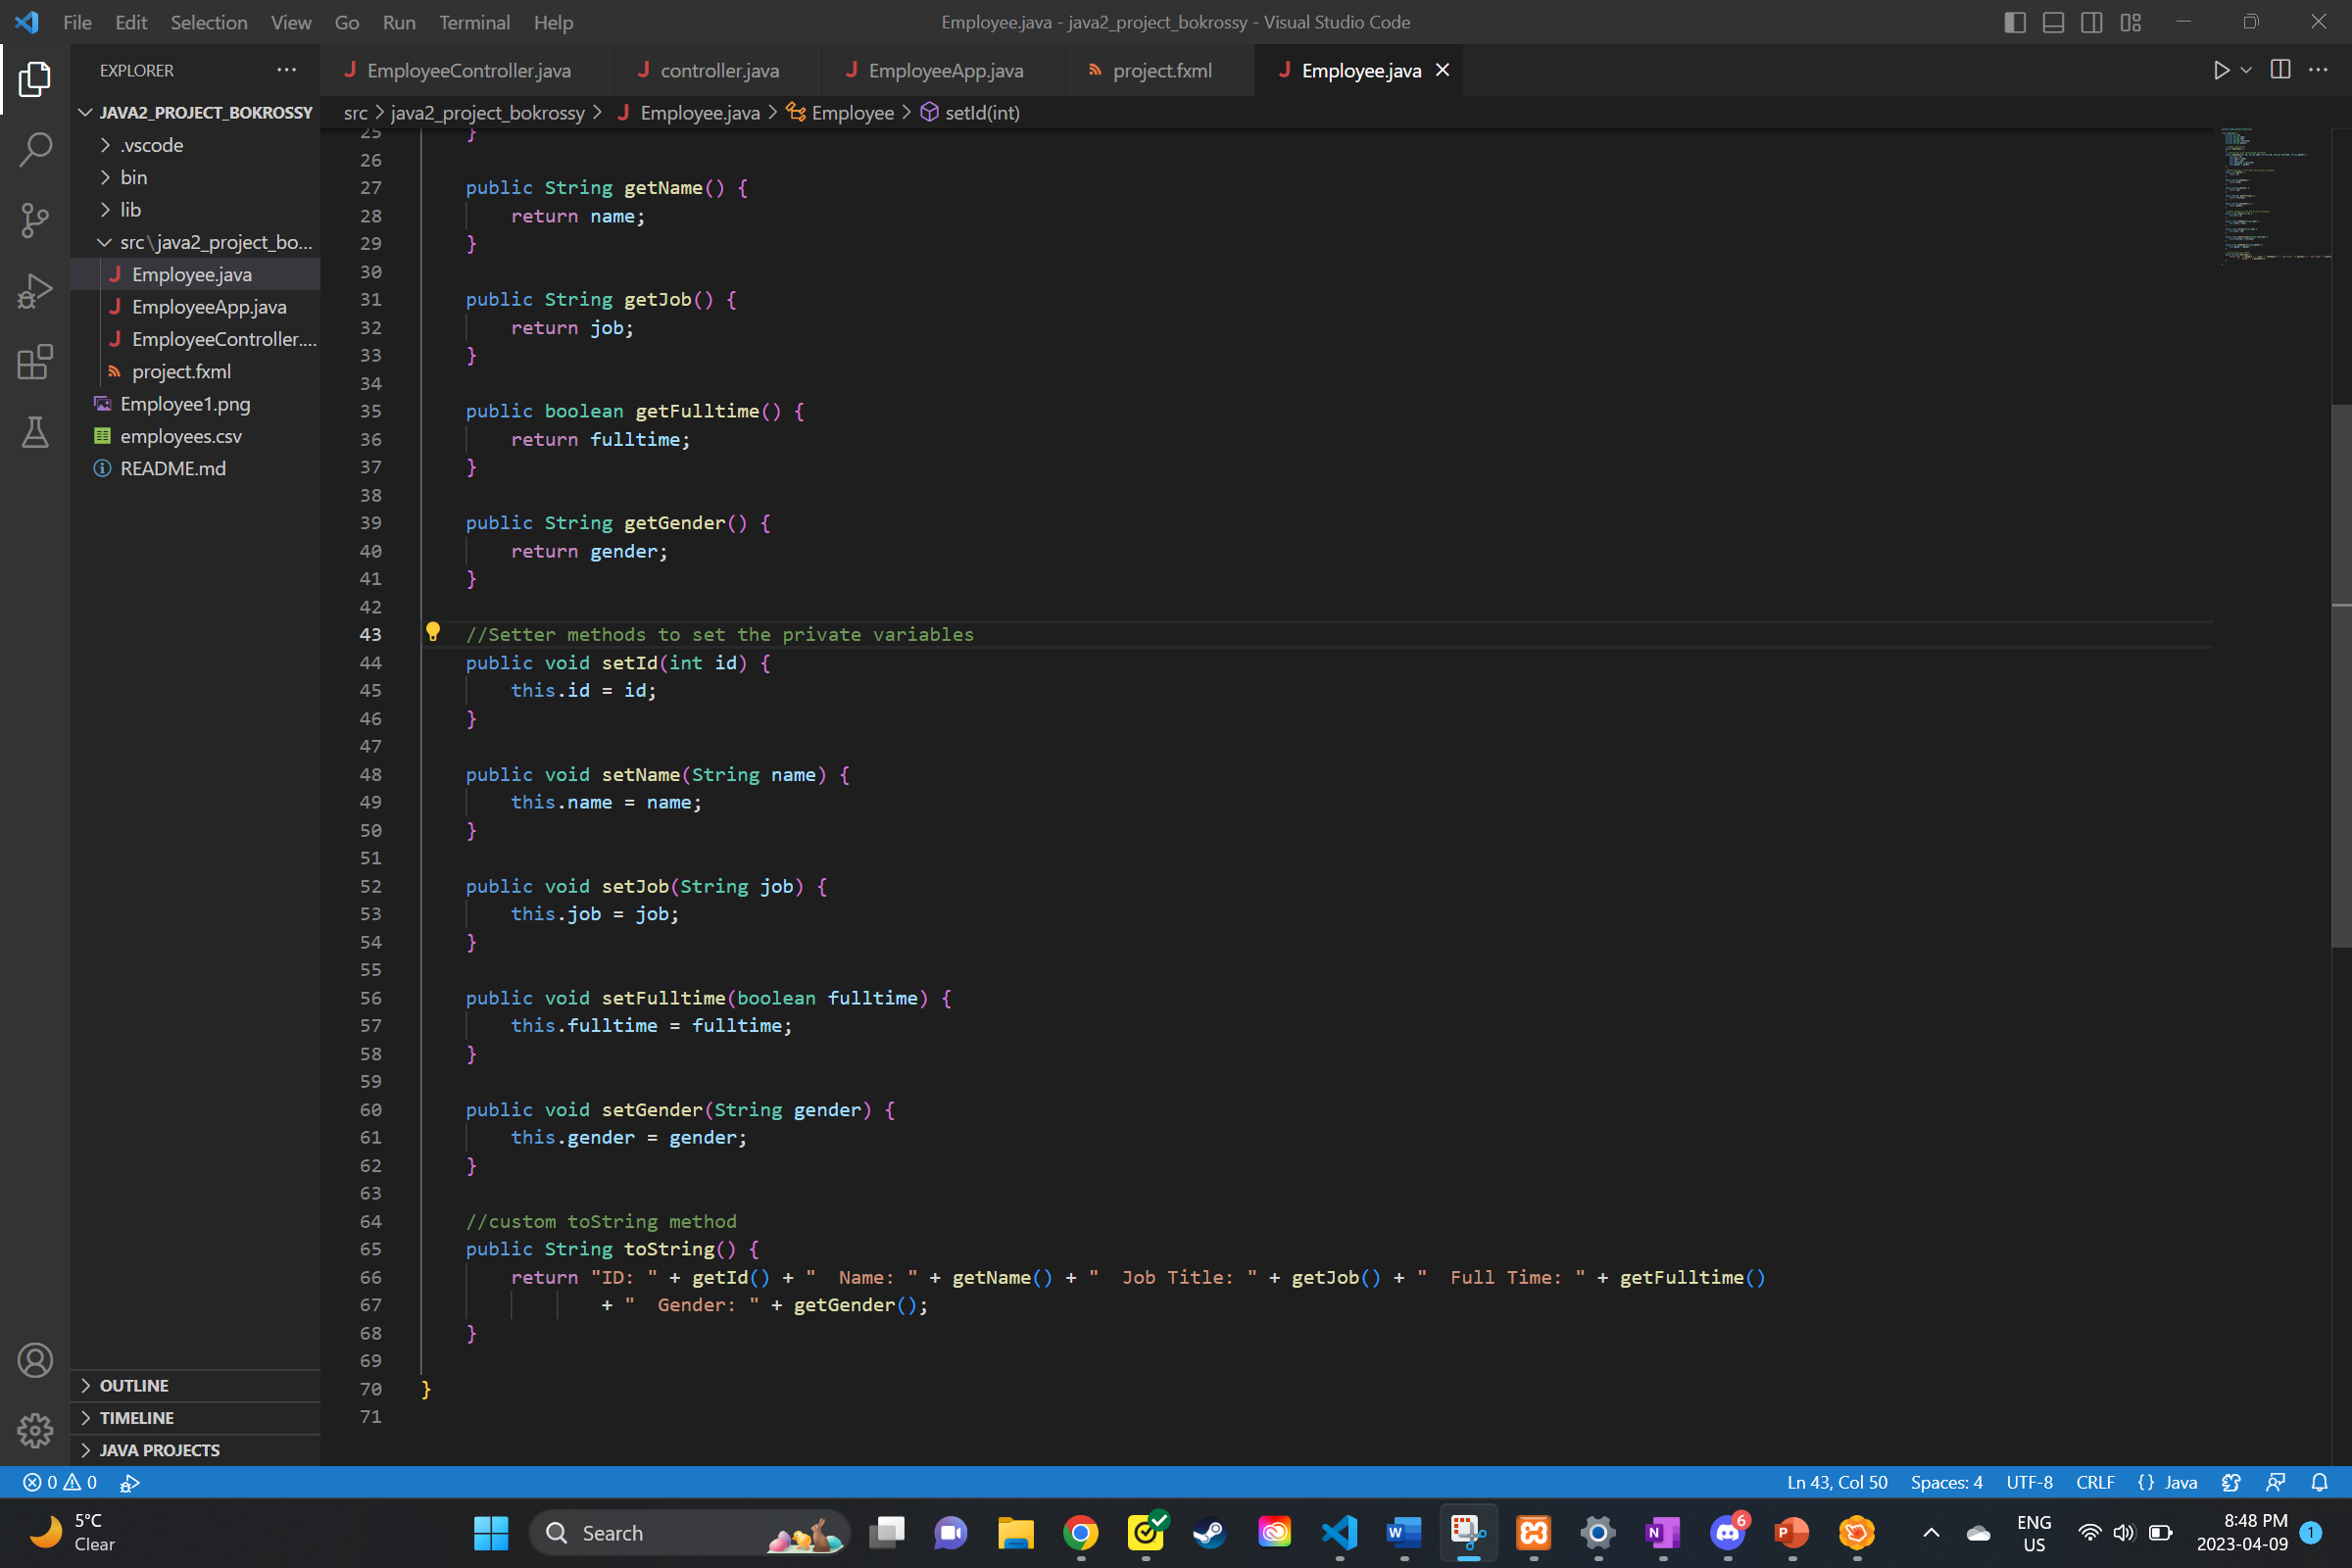 File Edit Selection View Go Run Terminal Help
Employee.java - java2_project_bokrossy - Visual Studio Code
EXPLORER
JAVA2_PROJECT_BOKROSSY
.vscode
bin
lib
src\java2_project_bo...
Employee.java
EmployeeApp.java
EmployeeController....
project.fxml
Employee1.png
employees.csv
README.md
OUTLINE
TIMELINE
JAVA PROJECTS
EmployeeController.java controller.java EmployeeApp.java project.fxml Employee.java
src > java2_project_bokrossy > Employee.java > Employee > setId(int)
25 }
26
27 public String getName() {
28 return name;
29 }
30
31 public String getJob() {
32 return job;
33 }
34
35 public boolean getFulltime() {
36 return fulltime;
37 }
38
39 public String getGender() {
40 return gender;
41 }
42
43 //Setter methods to set the private variables
44 public void setId(int id) {
45 this.id = id;
46 }
47
48 public void setName(String name) {
49 this.name = name;
50 }
51
52 public void setJob(String job) {
53 this.job = job;
54 }
55
56 public void setFulltime(boolean fulltime) {
57 this.fulltime = fulltime;
58 }
59
60 public void setGender(String gender) {
61 this.gender = gender;
62 }
63
64 //custom toString method
65 public String toString() {
66 return "ID: " + getId() + "  Name: " + getName() + "  Job Title: " + getJob() + "  Full Time: " + getFulltime()
67 + "  Gender: " + getGender();
68 }
69
70 }
71
0 0
Ln 43, Col 50 Spaces: 4 UTF-8 CRLF {} Java
5°C
Clear
Search
6
ENG
US
8:48 PM
2023-04-09
1